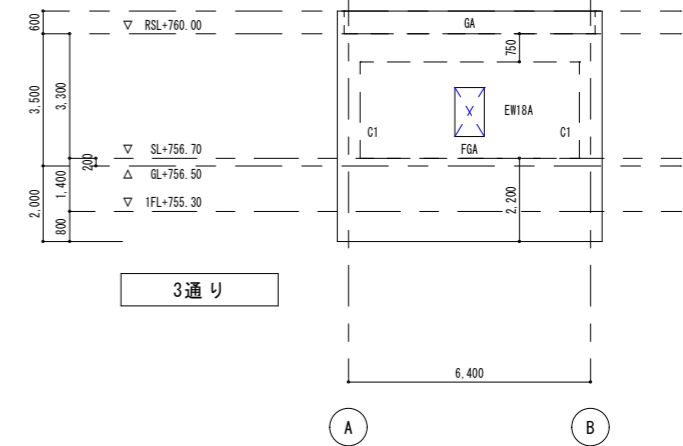 600
▽ RSL+760.00
GA
750
3,500
3,300
EW18A
C1
C1
▽ SL+756.70
FGA
200
△ GL+756.50
2,000
1,400
▽ 1FL+755.30
2,200
800
3通り
6,400
A
B